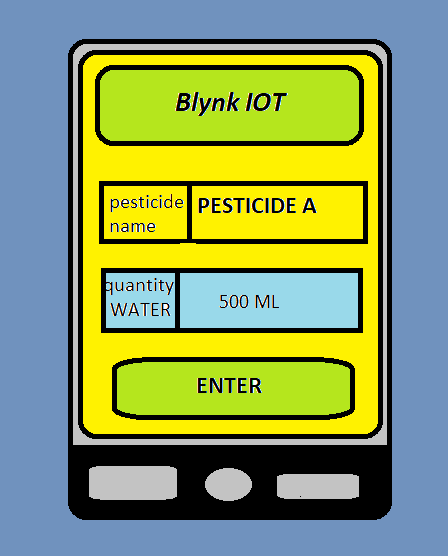 Blynk IOT
pesticide
name
PESTICIDE A
quantity
WATER
500 ML
ENTER